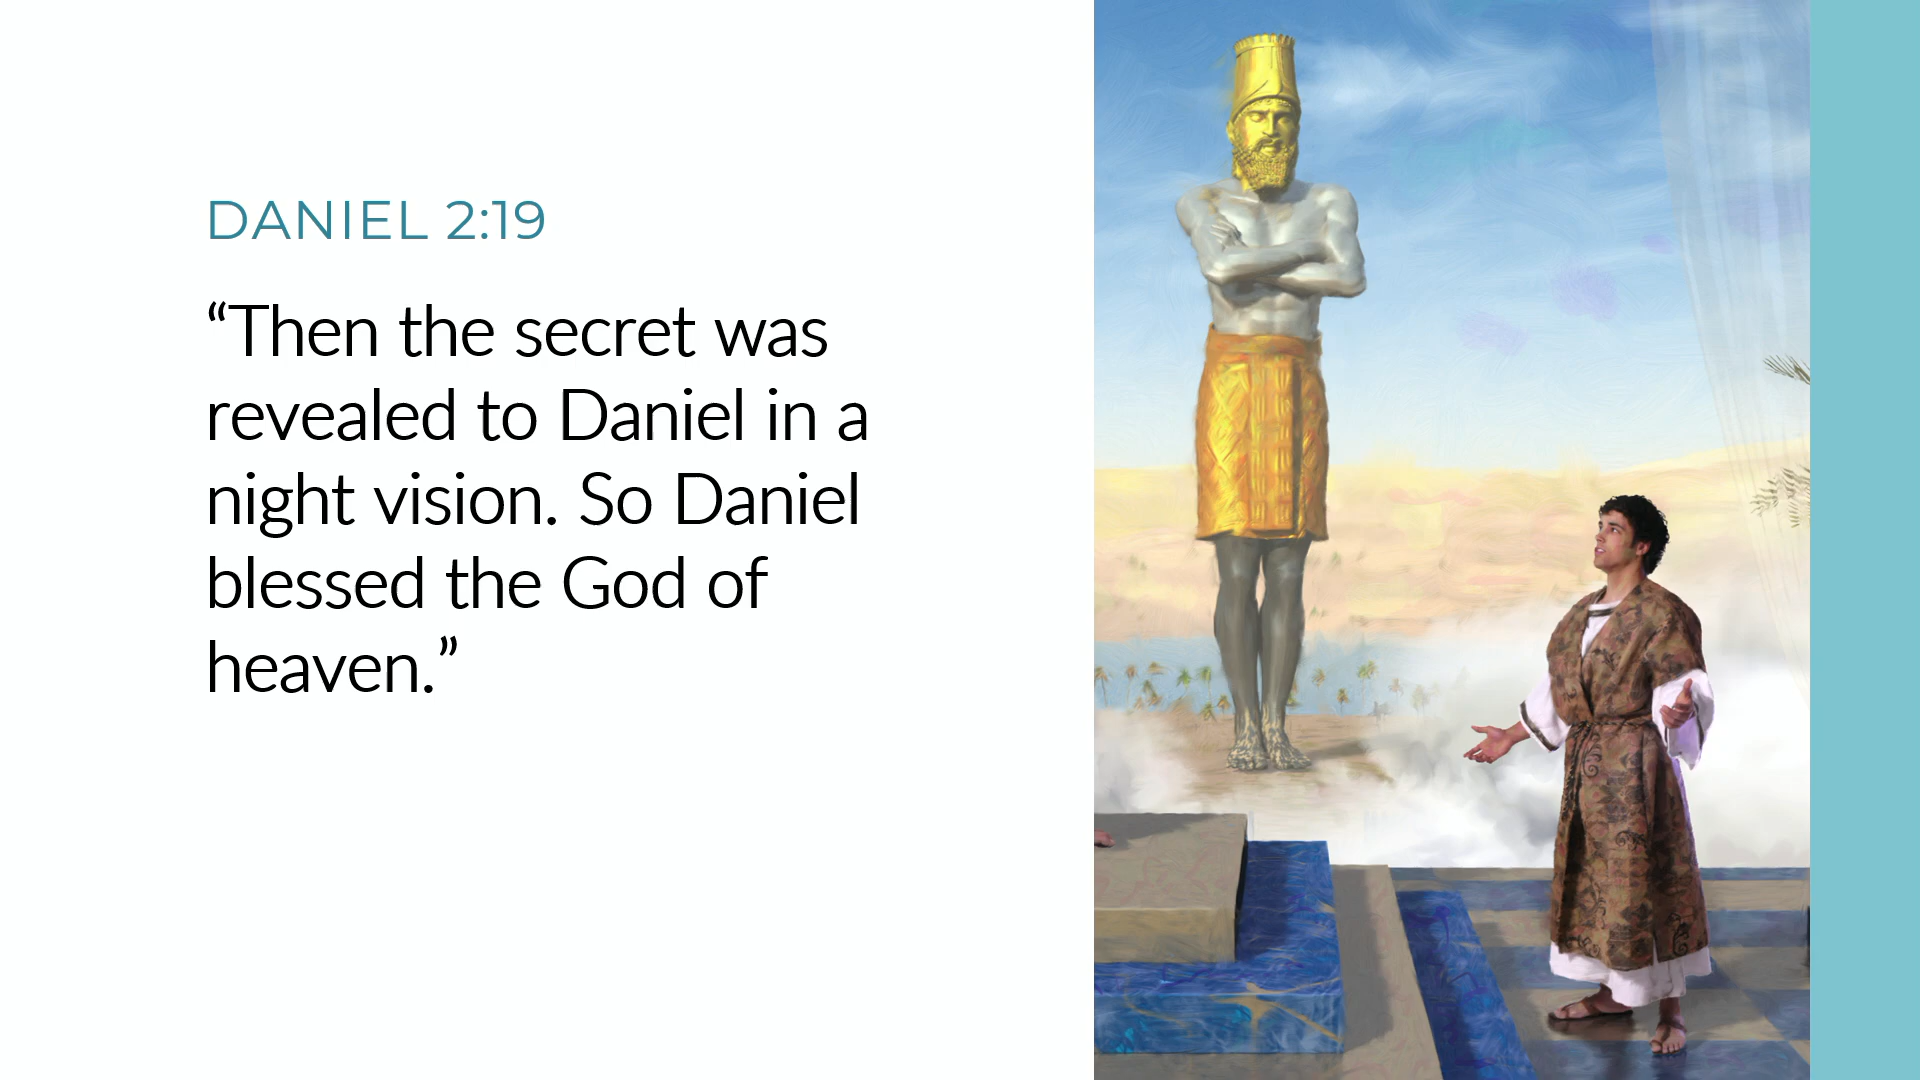 DANIEL 2:19
“Then the secret was
revealed to Daniel in a
night vision. So Daniel
blessed the God of
heaven.”